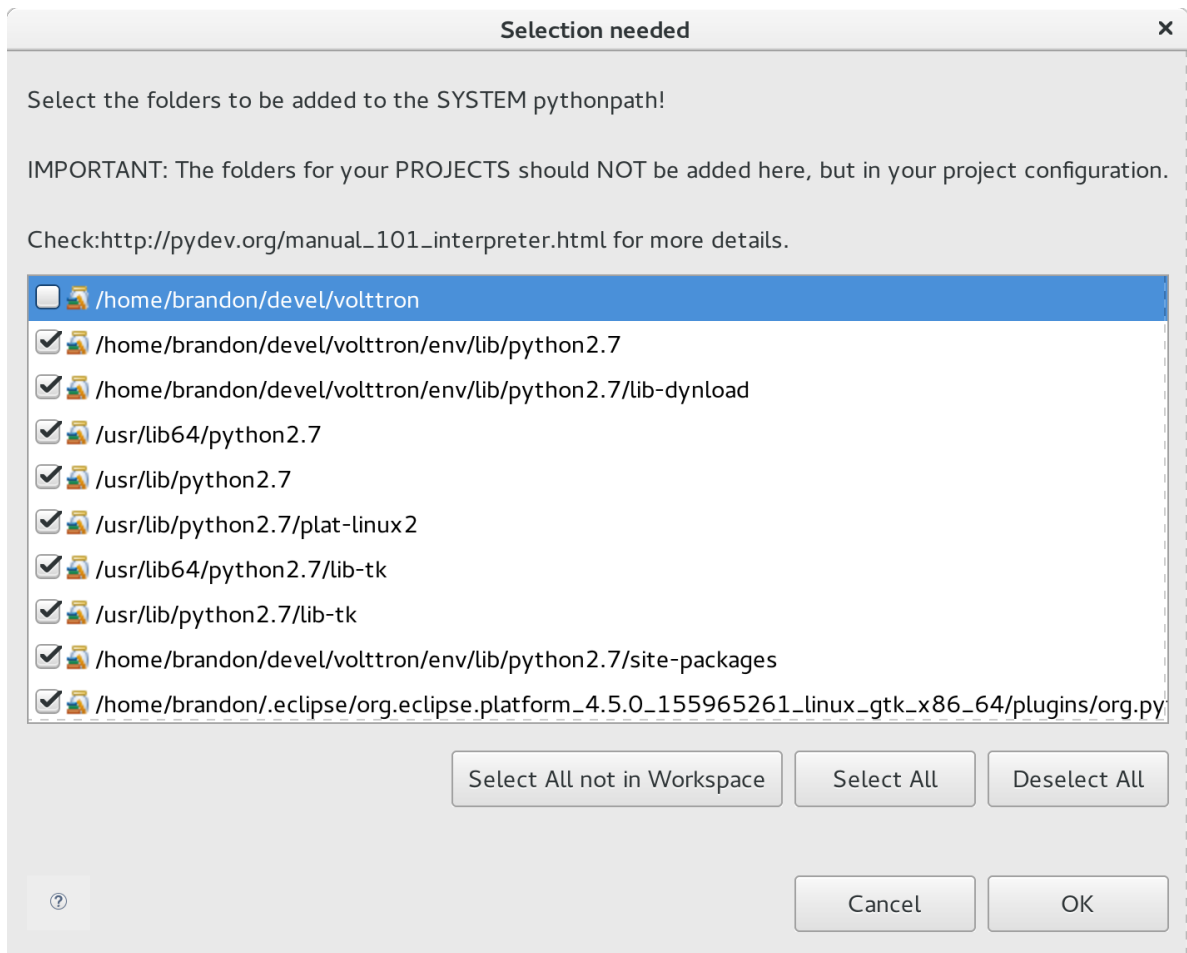 Selection needed
Select the folders to be added to the SYSTEM pythonpath!
IMPORTANT: The folders for your PROJECTS should NOT be added here, but in your project configuration.
Check:http://pydev.org/manual_101_interpreter.html for more details.
/home/brandon/devel/volttron
/home/brandon/devel/volttron/env/lib/python2.7
/home/brandon/devel/volttron/env/lib/python2.7/lib-dynload
/usr/lib64/python2.7
/usr/lib/python2.7
/usr/lib/python2.7/plat-linux2
/usr/lib64/python2.7/lib-tk
/usr/lib/python2.7/lib-tk
/home/brandon/devel/volttron/env/lib/python2.7/site-packages
/home/brandon/.eclipse/org.eclipse.platform_4.5.0_155965261_linux_gtk_x86_64/plugins/org.py
Select All not in Workspace Select All Deselect All
? Cancel OK